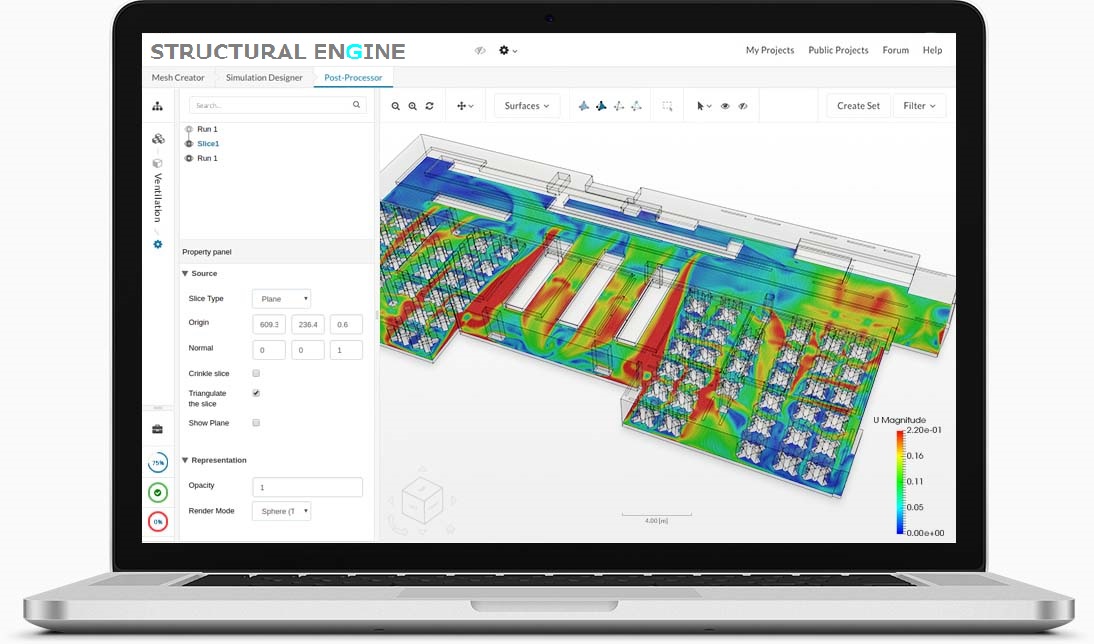 STRUCTURAL ENGINE
My Projects Public Projects Forum Help
Mesh Creator Simulation Designer Post-Processor
Search...
Surfaces
Create Set Filter
Run 1
Slice1
Run 1
Ventilation
Property panel
Source
Slice Type Plane
Origin 609.3 236.4 0.6
Normal 0 0 1
Crinkle slice
Triangulate
the slice
Show Plane
75%
Representation
Opacity 1
Render Mode Sphere (T
0%
4.00 [m]
U Magnitude
2.20e-01
0.16
0.11
0.05
0.00e+00